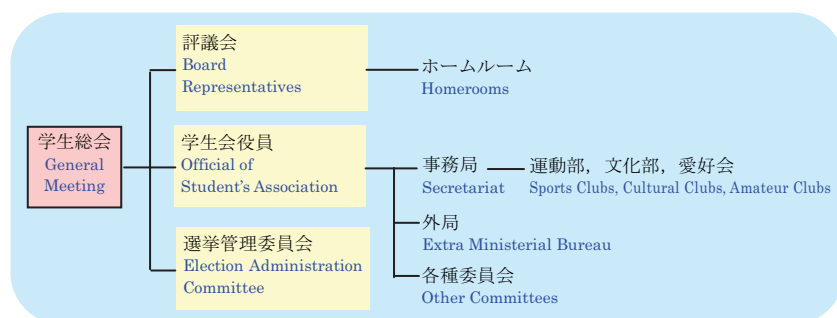 学生総会
General
Meeting
評議会
Board
Representatives
ホームルーム
Homerooms
学生会役員
Official of
Student's Association
事務局
Secretariat
運動部，文化部，愛好会
Sports Clubs, Cultural Clubs, Amateur Clubs
外局
Extra Ministerial Bureau
各種委員会
Other Committees
選挙管理委員会
Election Administration
Committee